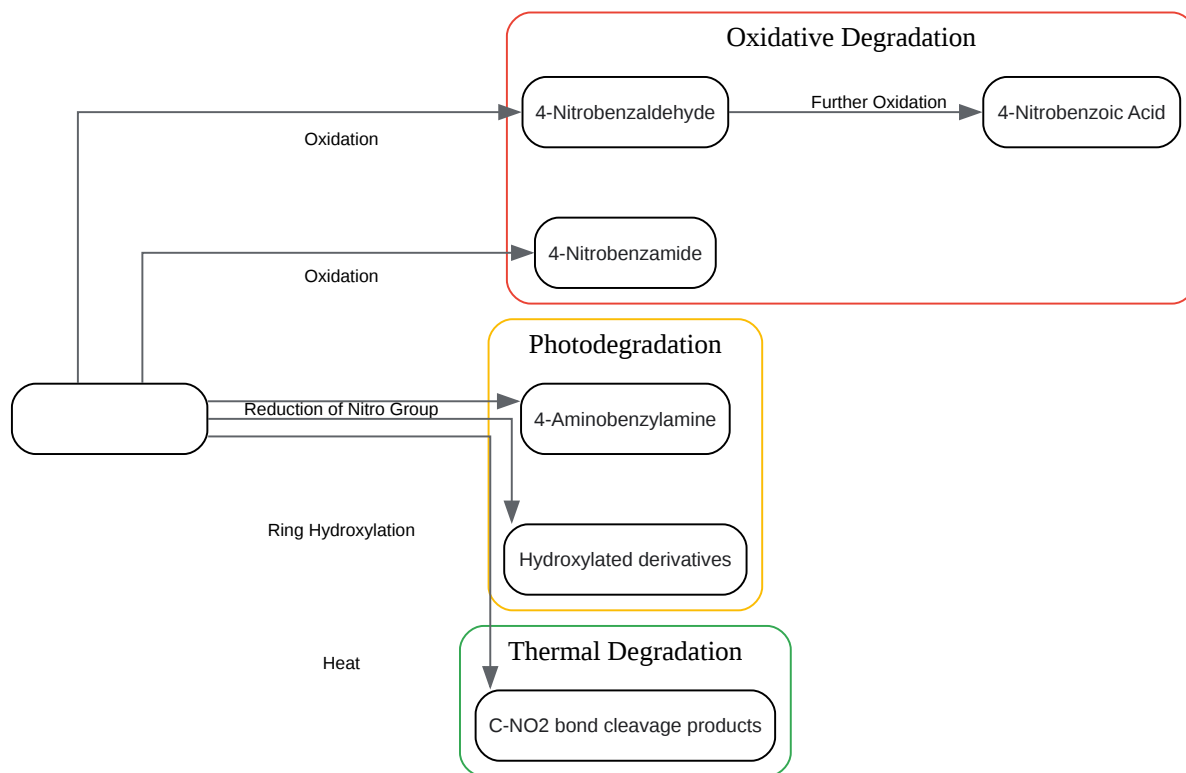 Oxidative Degradation
4-Nitrobenzaldehyde
Further Oxidation
4-Nitrobenzoic Acid
Oxidation
4-Nitrobenzamide
Oxidation
Photodegradation
4-Aminobenzylamine
Reduction of Nitro Group
Ring Hydroxylation
Hydroxylated derivatives
Thermal Degradation
Heat
C-NO2 bond cleavage products